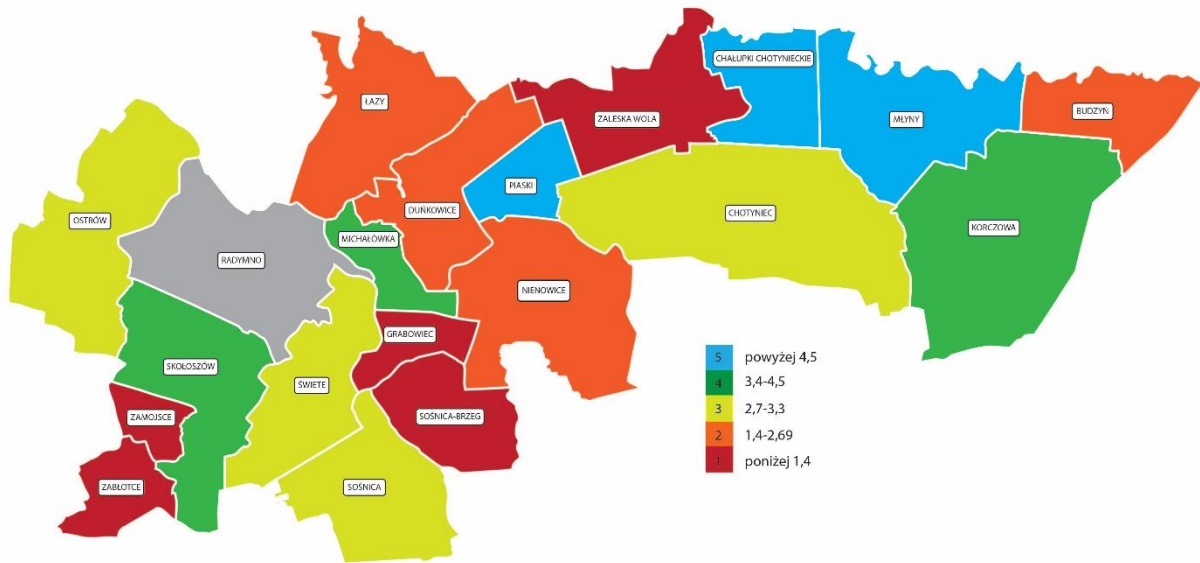 CHAŁUPKI CHOTYNIECKIE
ŁAZY
BUDZYŃ
ZALESKA WOLA
MŁYNY
PIASKI
DUŃKOWICE
CHOTYNIEC
OSTRÓW
KORCZOWA
MICHAŁÓWKA
RADYMNO
NIENOWICE
GRABOWIEC
SKOŁOSZÓW
ŚWIETE
ZAMOJSCE
SOŚNICA-BRZEG
ZABŁOTCE
SOŚNICA
5 powyżej 4,5
4 3,4-4,5
3 2,7-3,3
2 1,4-2,69
1 poniżej 1,4